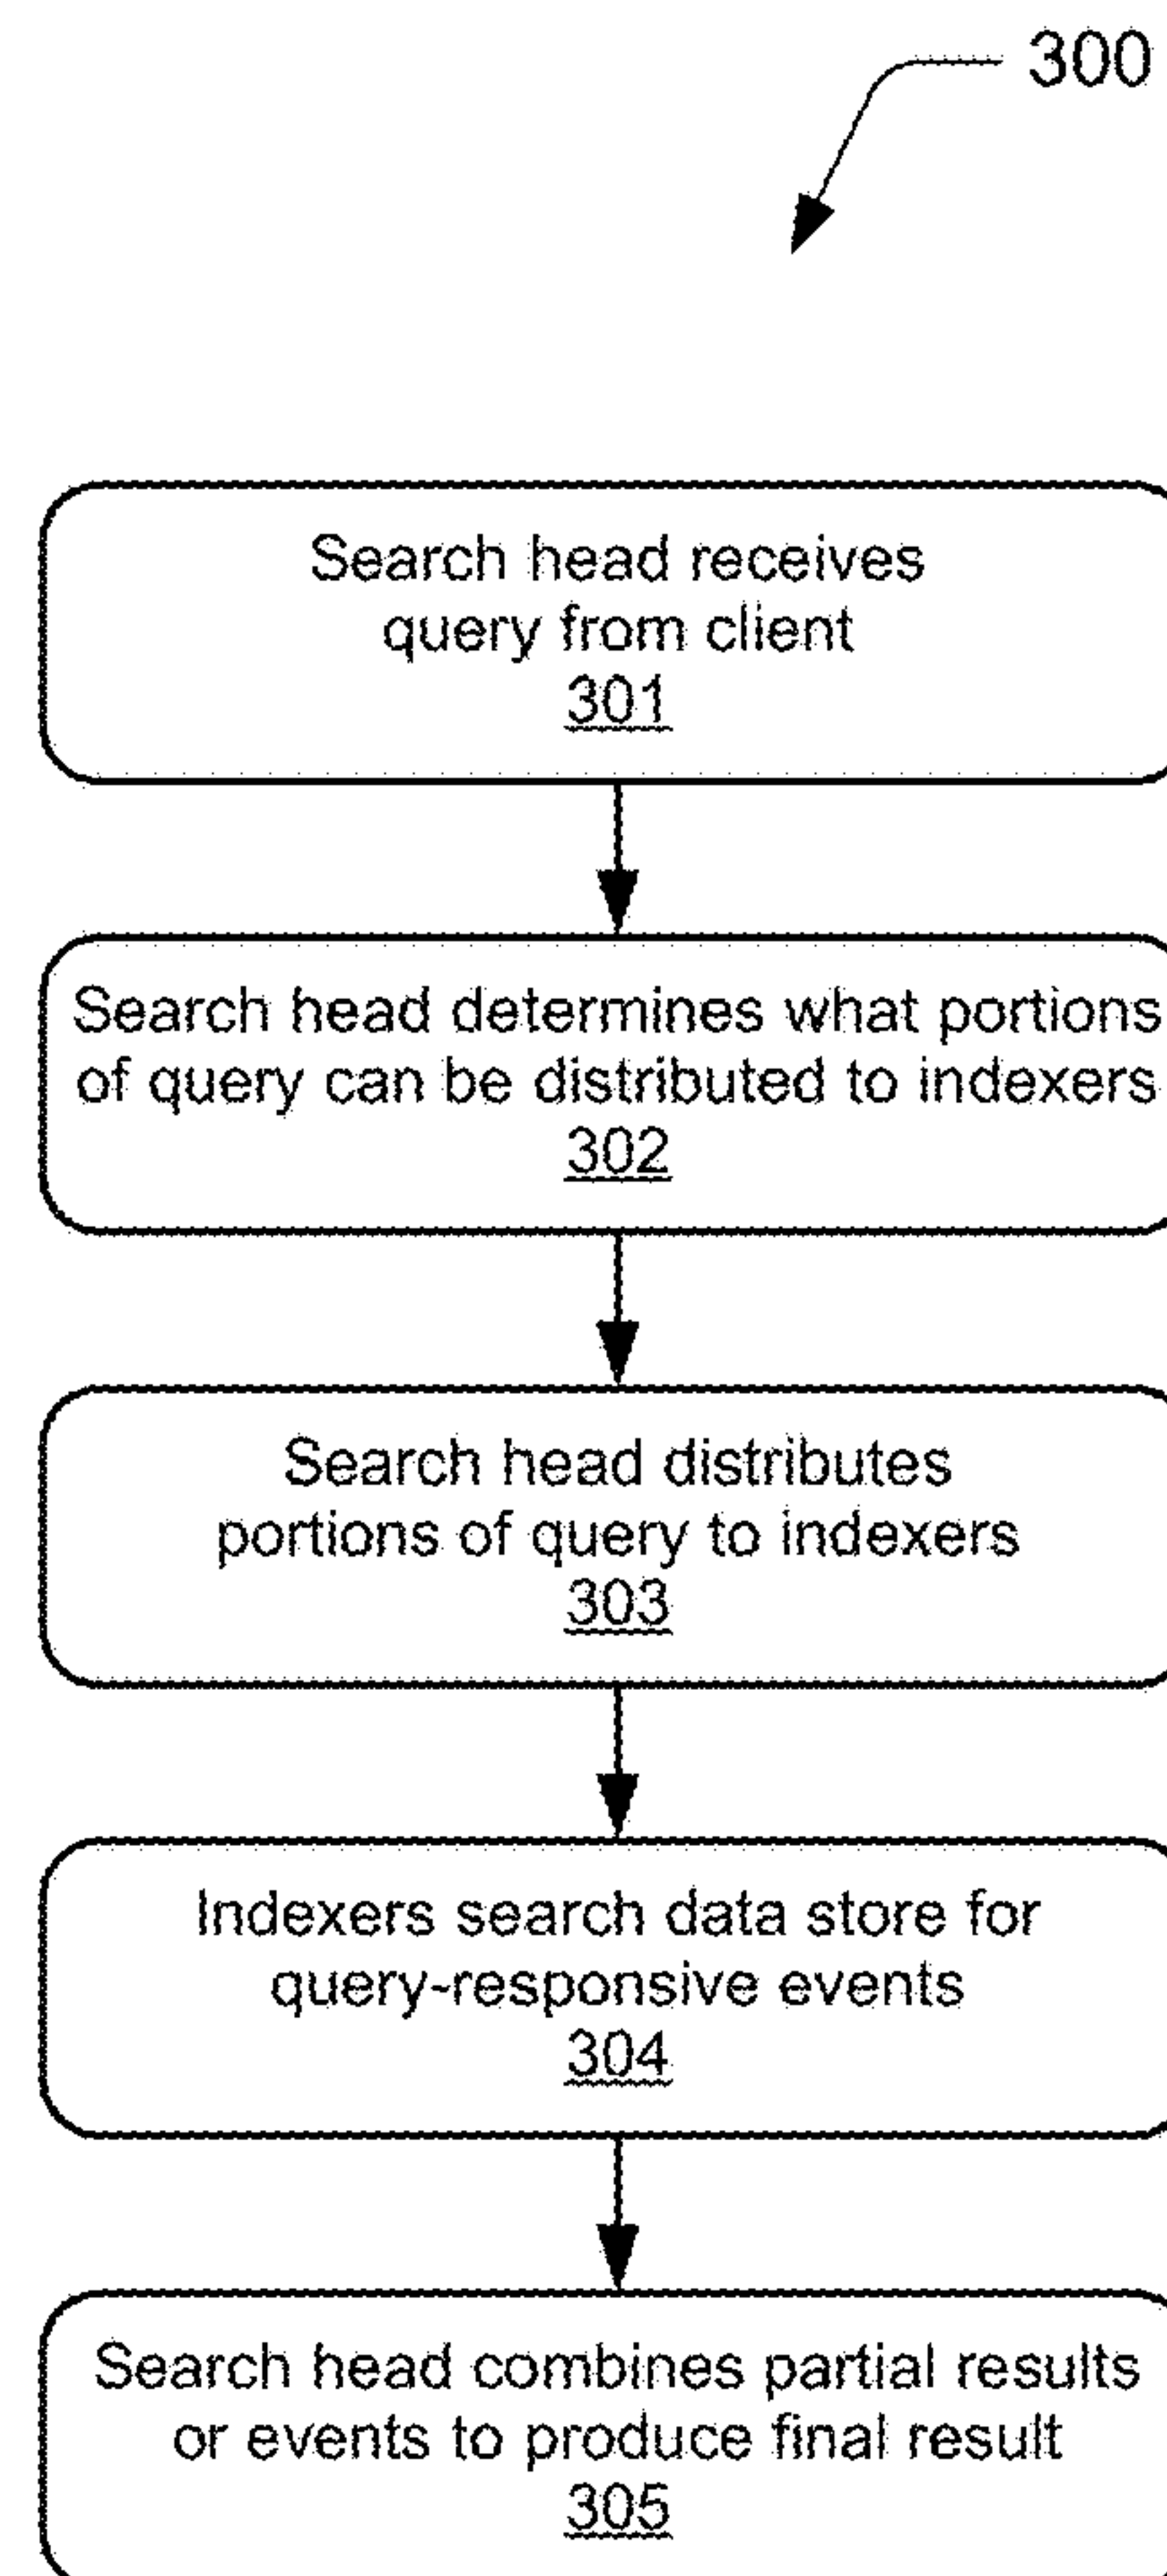 300
Search head receives
query from client
301
Search head determines what portions
of query can be distributed to indexers
302
Search head distributes
portions of query to indexers
303
Indexers search data store for
query-responsive events
304
Search head combines partial results
or events to produce final result
305